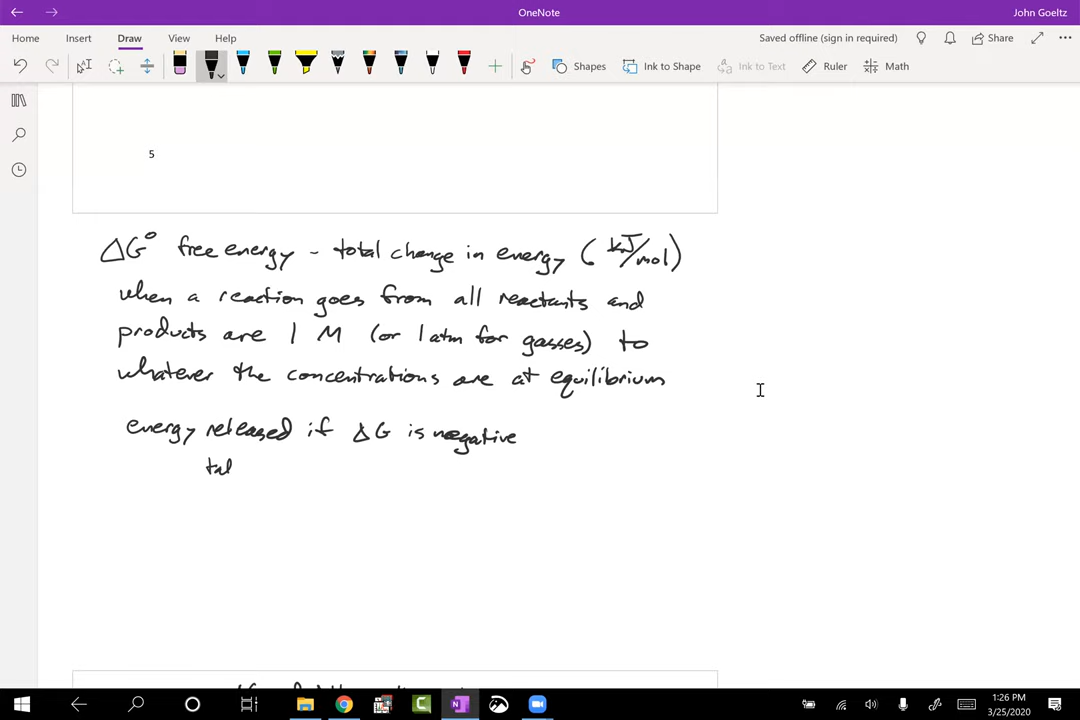 OneNote
John Goeltz
Home Insert Draw View Help
Saved offline (sign in required) Share
Shapes Ink to Shape Ink to Text Ruler Math
5
ΔG° free energy - total change in energy (kJ/mol)
when a reaction goes from all reactants and
products are 1 M (or 1 atm for gasses) to
whatever the concentrations are at equilibrium
energy released if ΔG is negative
tak
1:26 PM
3/25/2020